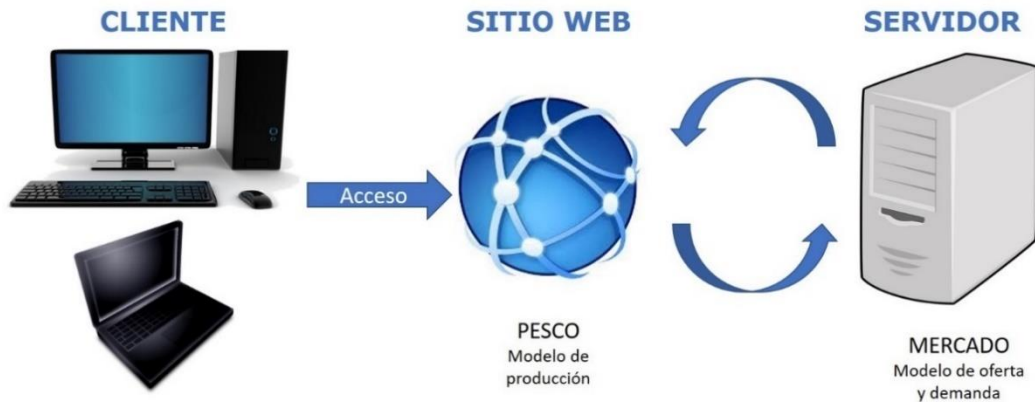 CLIENTE
SITIO WEB
SERVIDOR
Acceso
PESCO
Modelo de
producción
MERCADO
Modelo de oferta
y demanda